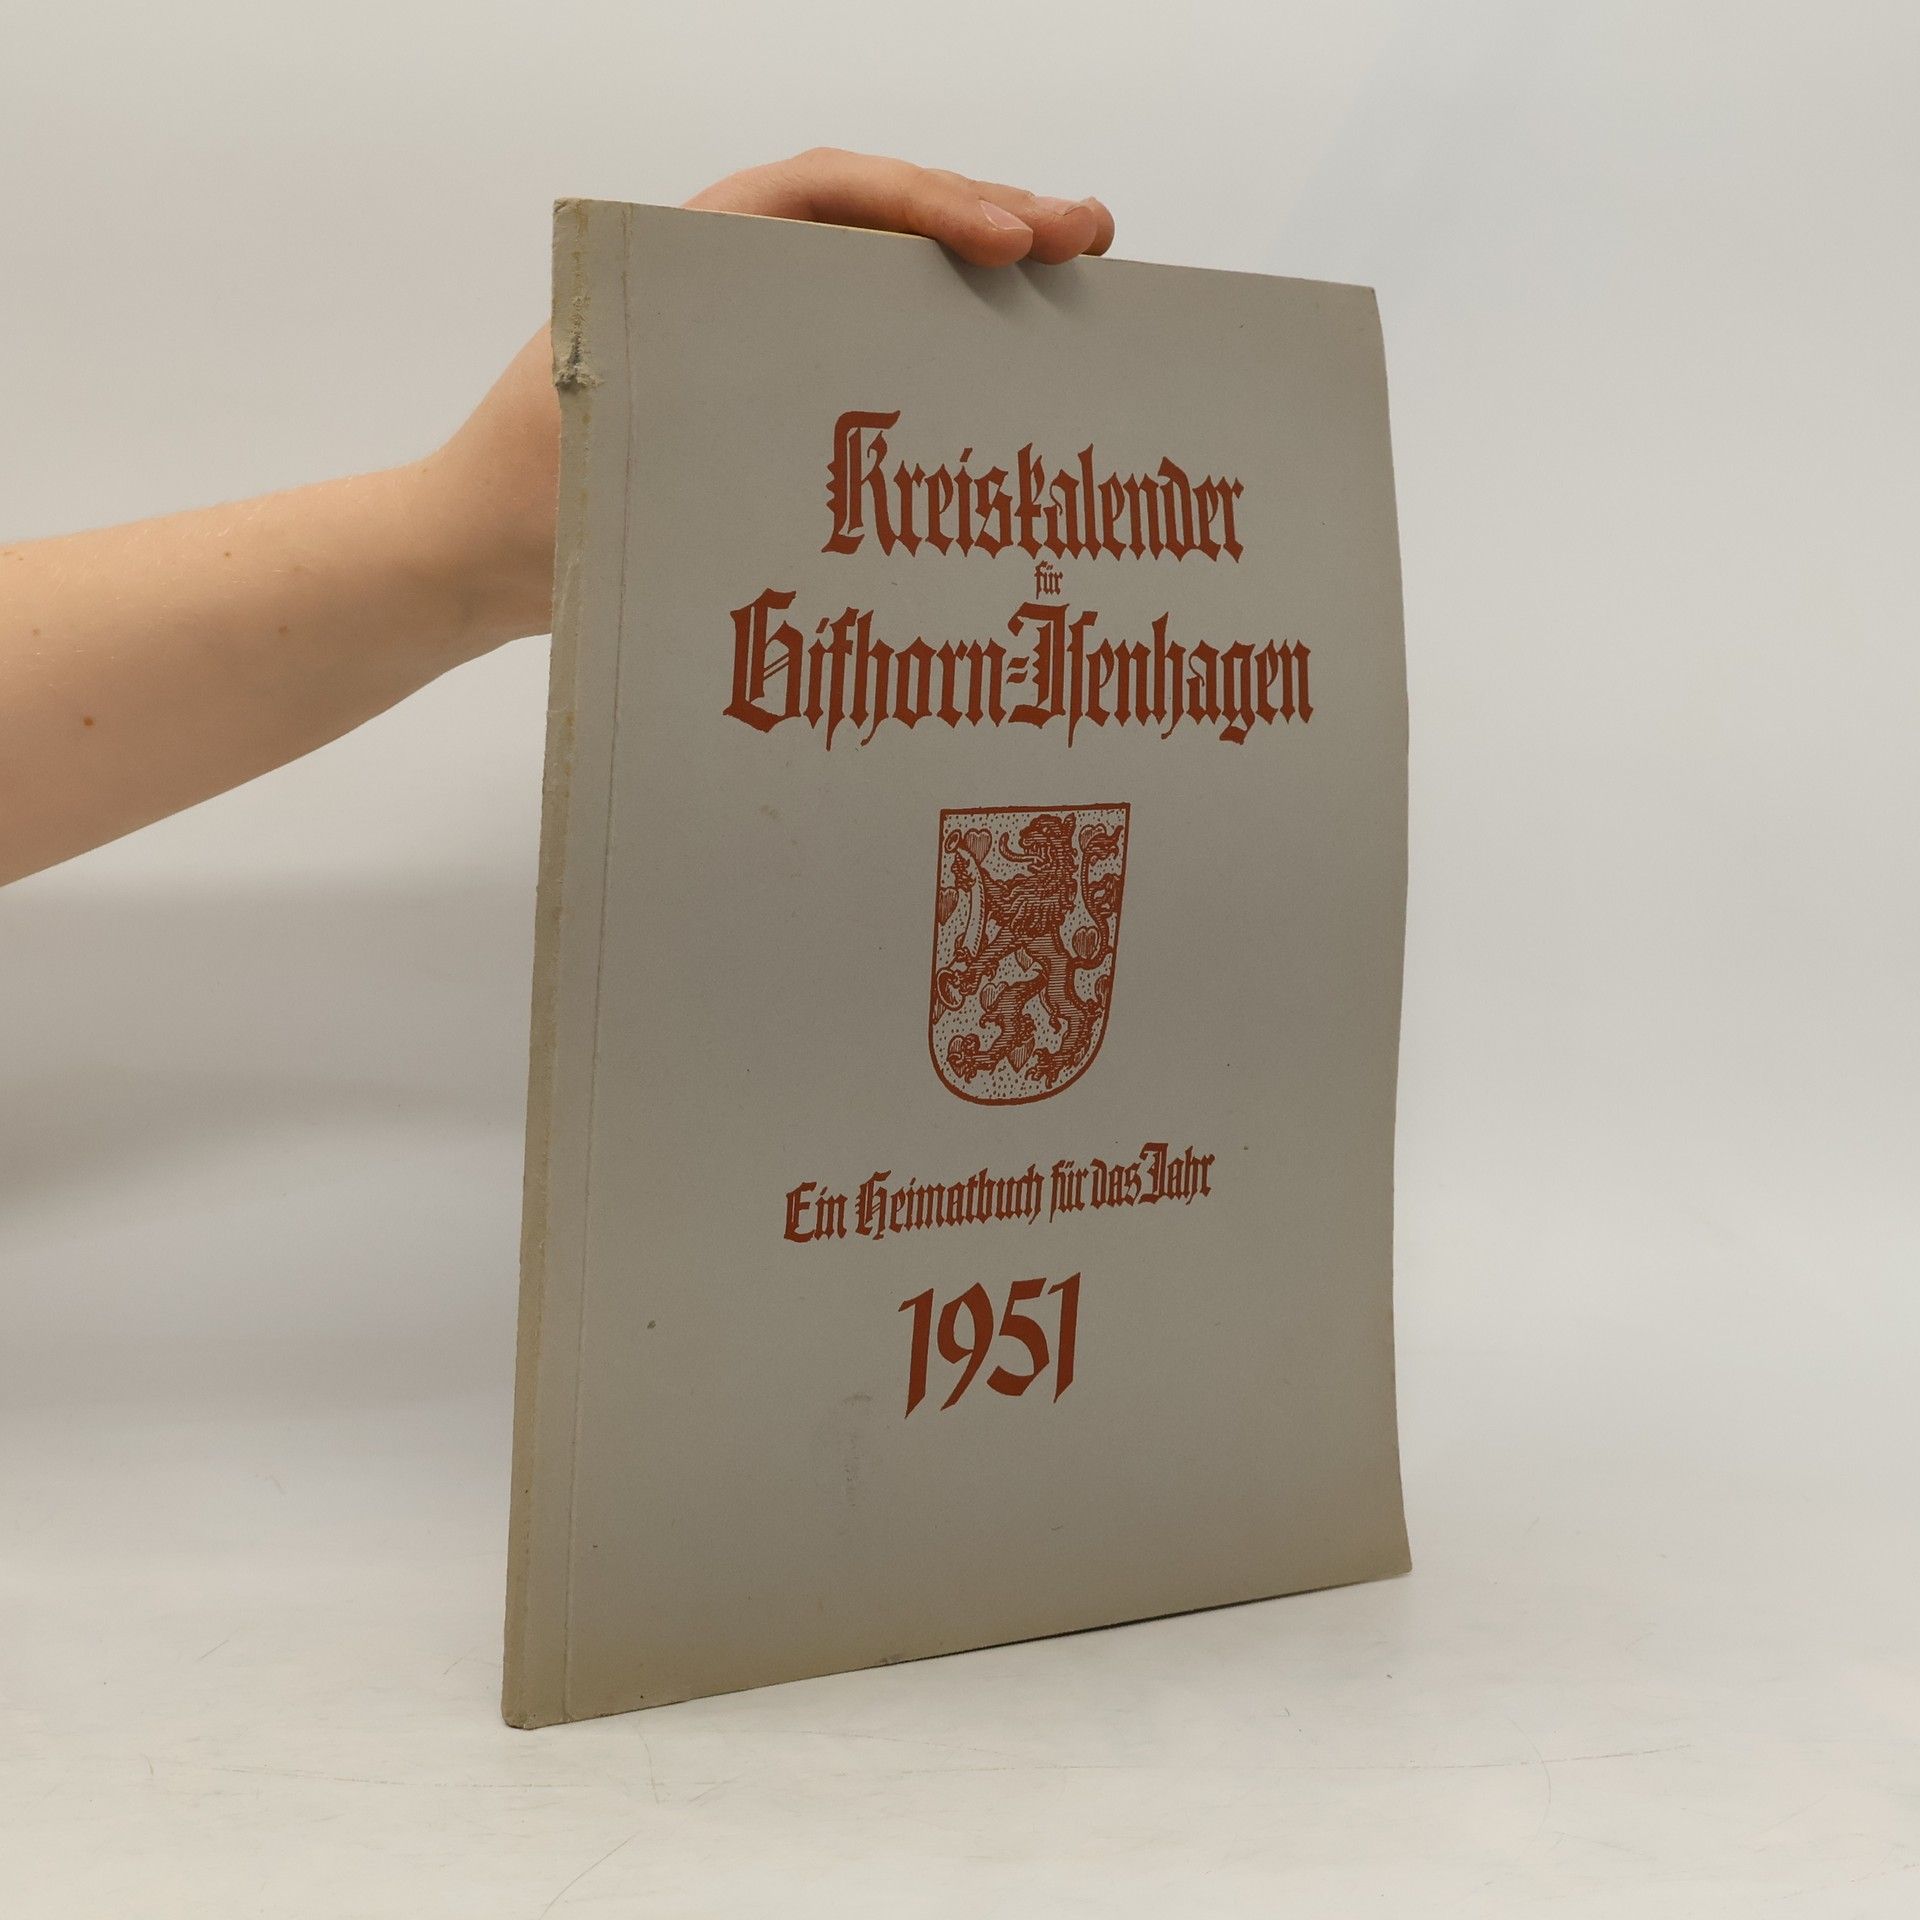 Kreiskalender
für
Gifhorn=Isenhagen
Ein Heimatbuch für das Jahr
1951